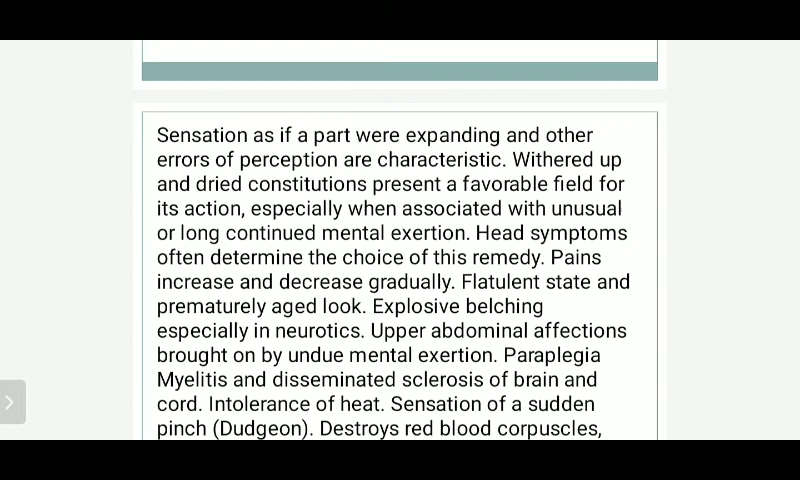 Sensation as if a part were expanding and other
errors of perception are characteristic. Withered up
and dried constitutions present a favorable field for
its action, especially when associated with unusual
or long continued mental exertion. Head symptoms
often determine the choice of this remedy. Pains
increase and decrease gradually. Flatulent state and
prematurely aged look. Explosive belching
especially in neurotics. Upper abdominal affections
brought on by undue mental exertion. Paraplegia
Myelitis and disseminated sclerosis of brain and
cord. Intolerance of heat. Sensation of a sudden
pinch (Dudgeon). Destroys red blood corpuscles,